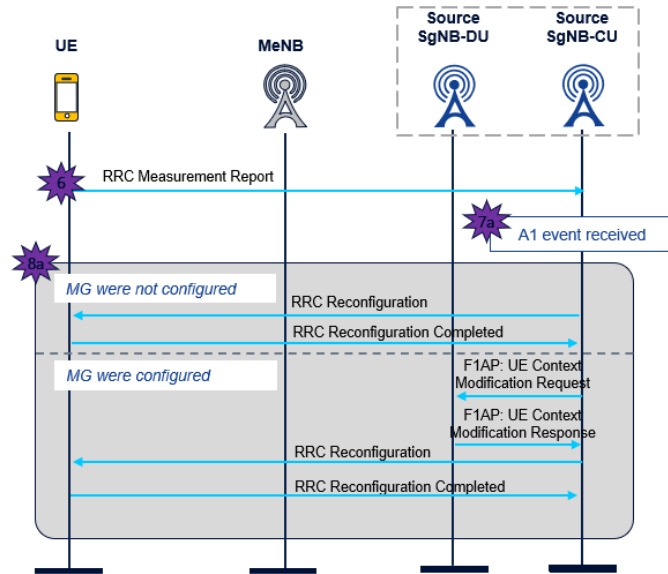 UE
MeNB
Source
SgNB-DU
Source
SgNB-CU
6
RRC Measurement Report
7a
A1 event received
8a
MG were not configured
RRC Reconfiguration
RRC Reconfiguration Completed
MG were configured
F1AP: UE Context
Modification Request
F1AP: UE Context
Modification Response
RRC Reconfiguration
RRC Reconfiguration Completed